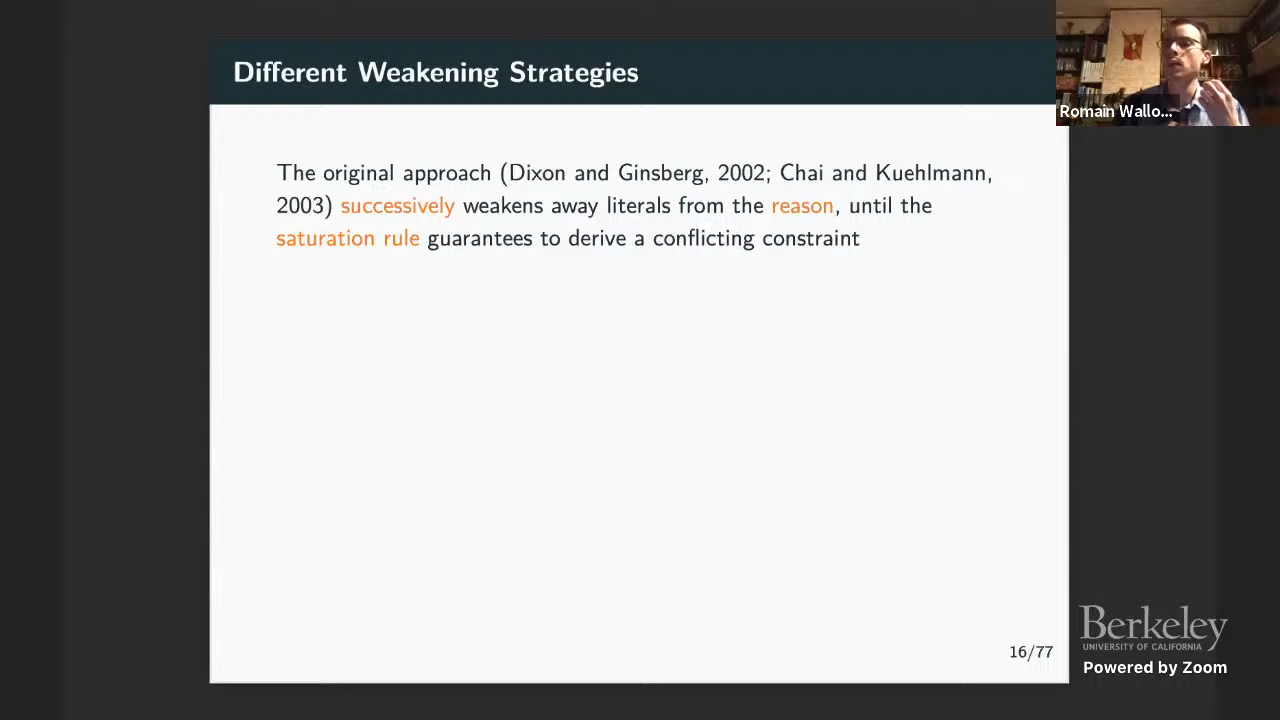 Different Weakening Strategies
Romain Wallo...
The original approach (Dixon and Ginsberg, 2002; Chai and Kuehlmann,
2003) successively weakens away literals from the reason, until the
saturation rule guarantees to derive a conflicting constraint
16/77
Berkeley
UNIVERSITY OF CALIFORNIA
Powered by Zoom